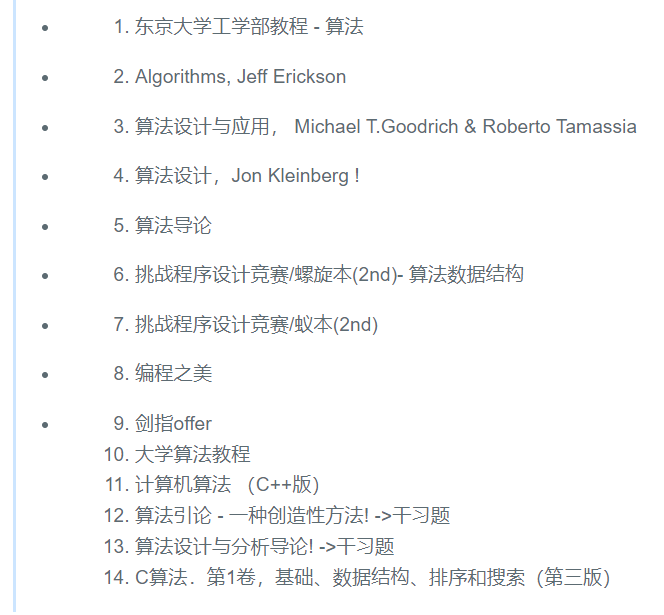 1. 东京大学工学部教程 - 算法
2. Algorithms, Jeff Erickson
3. 算法设计与应用， Michael T.Goodrich & Roberto Tamassia
4. 算法设计，Jon Kleinberg !
5. 算法导论
6. 挑战程序设计竞赛/螺旋本(2nd)- 算法数据结构
7. 挑战程序设计竞赛/蚁本(2nd)
8. 编程之美
9. 剑指offer
10. 大学算法教程
11. 计算机算法 （C++版）
12. 算法引论 - 一种创造性方法! ->干习题
13. 算法设计与分析导论! ->干习题
14. C算法．第1卷，基础、数据结构、排序和搜索（第三版）